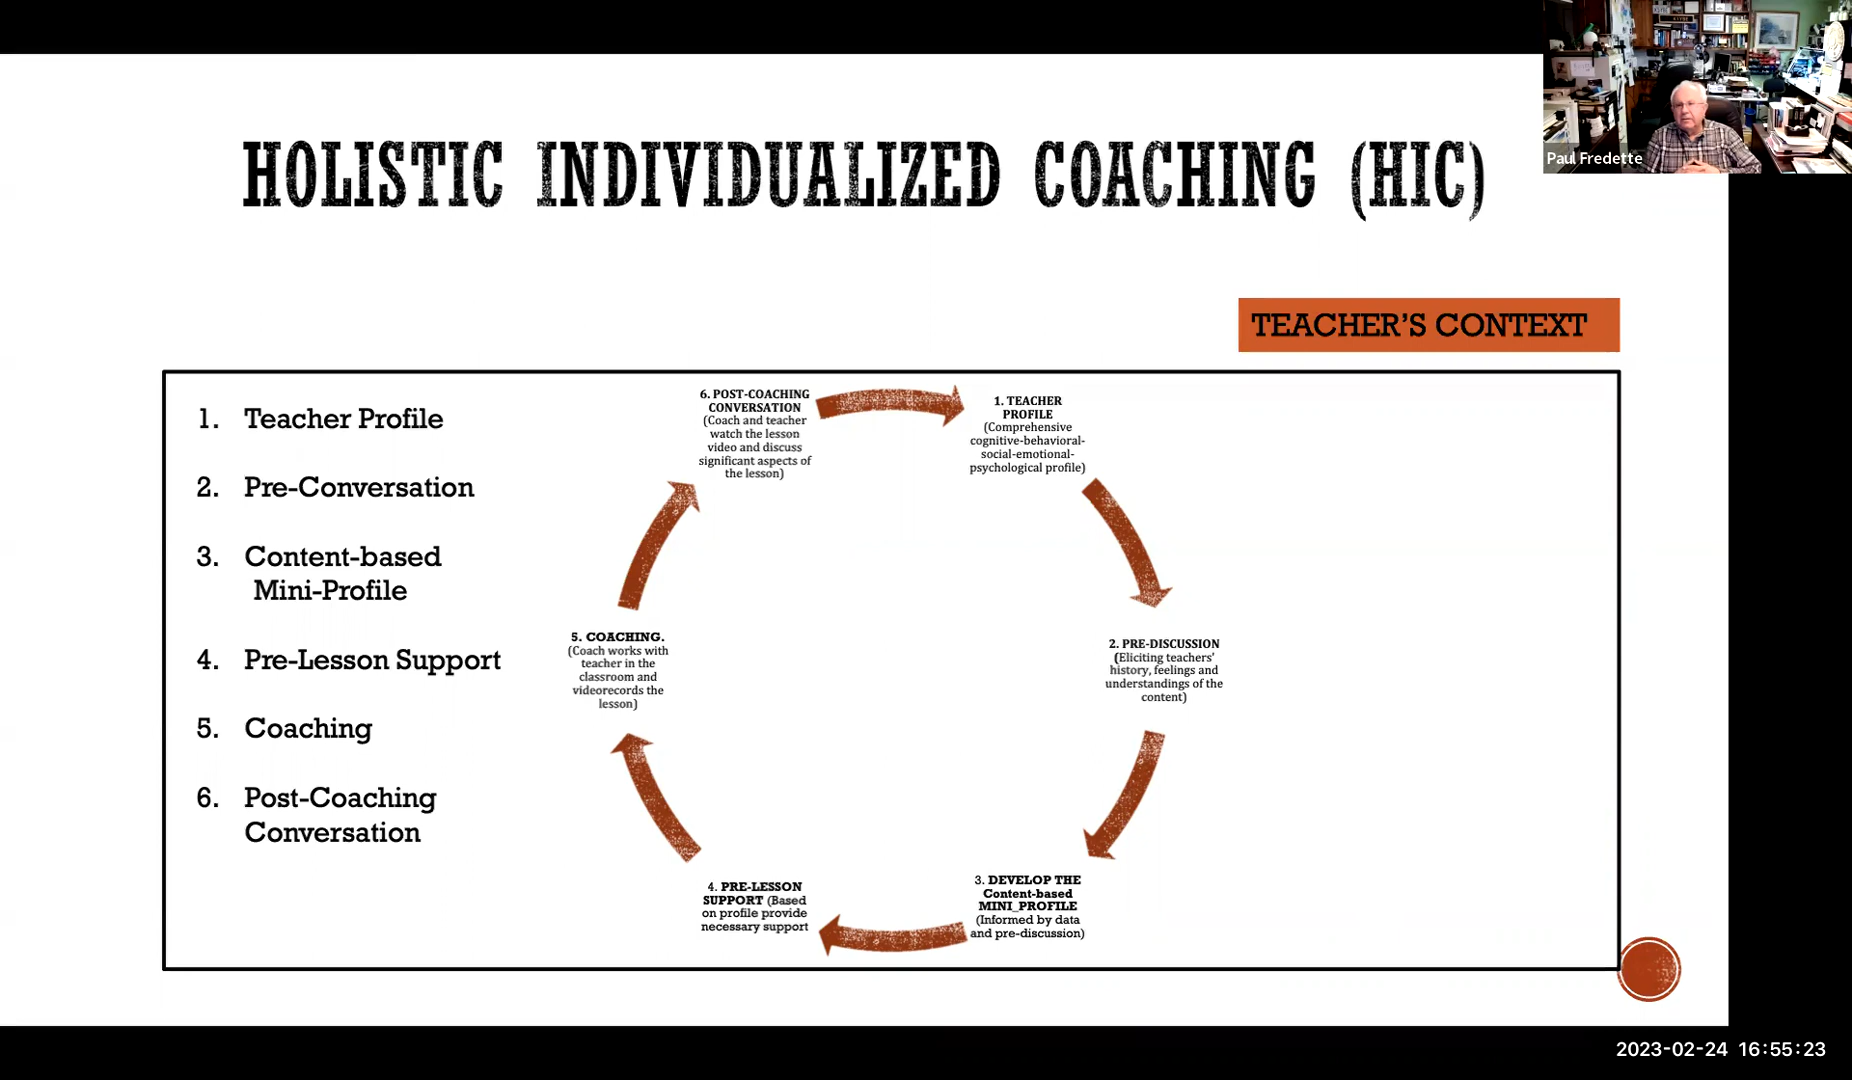 Paul Fredette
HOLISTIC INDIVIDUALIZED COACHING (HIC)
TEACHER'S CONTEXT
1. Teacher Profile
2. Pre-Conversation
3. Content-based
Mini-Profile
4. Pre-Lesson Support
5. Coaching
6. Post-Coaching
Conversation
6. POST-COACHING
CONVERSATION
(Coach and teacher
watch the lesson
video and discuss
significant aspects of
the lesson)
1. TEACHER
PROFILE
(Comprehensive
cognitive-behavioral-
social-emotional-
psychological profile)
2. PRE-DISCUSSION
(Eliciting teachers'
history, feelings and
understandings of the
content)
3. DEVELOP THE
Content-based
MINI_PROFILE
(Informed by data
and pre-discussion)
4. PRE-LESSON
SUPPORT (Based
on profile provide
necessary support
5. COACHING.
(Coach works with
teacher in the
classroom and
videorecords the
lesson)
2023-02-24 16:55:23